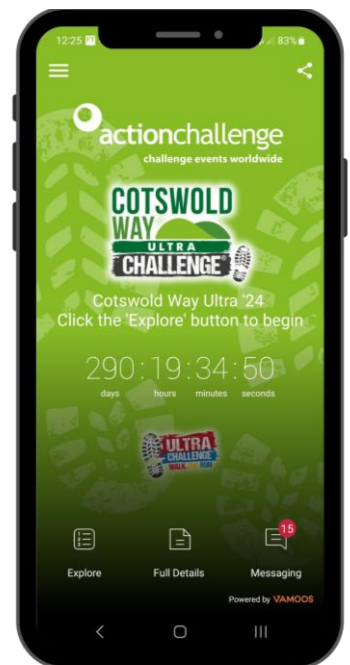 12:25
83%
actionchallenge
challenge events worldwide
COTSWOLD
WAY
ULTRA
CHALLENGE
Cotswold Way Ultra '24
Click the 'Explore' button to begin
290:19:34:50
days hours minutes seconds
ULTRA
CHALLENGE
15
Explore Full Details Messaging
Powered by VAMOOS